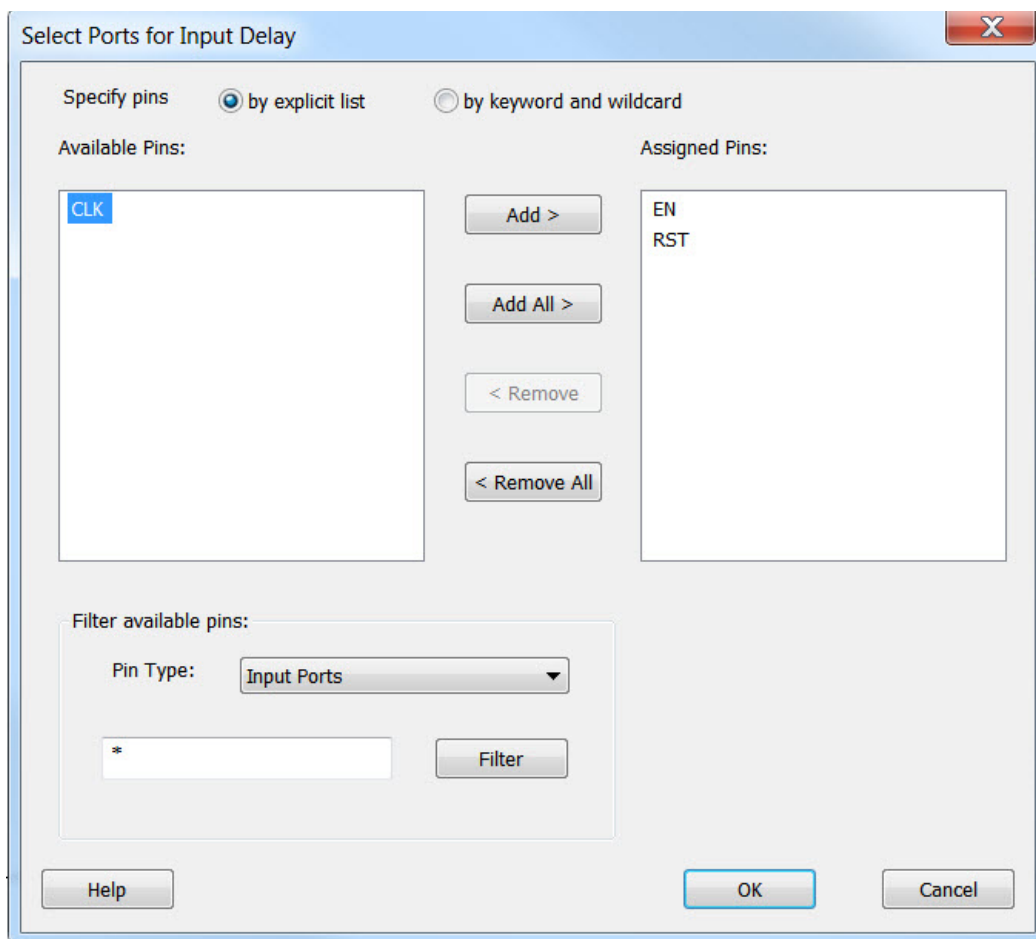 Select Ports for Input Delay
X
Specify pins by explicit list by keyword and wildcard
Available Pins: Assigned Pins:
CLK Add > EN
RST
Add All >
< Remove
< Remove All
Filter available pins:
Pin Type: Input Ports
* Filter
Help OK Cancel